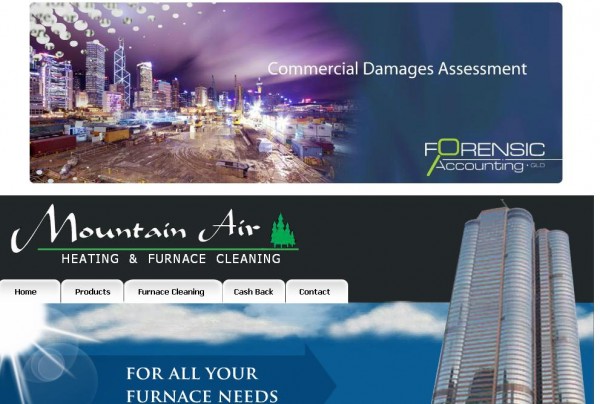 Commercial Damages Assessment
FORENSIC
Accounting • QLD
Mountain Air
HEATING & FURNACE CLEANING
Home Products Furnace Cleaning Cash Back Contact
FOR ALL YOUR
FURNACE NEEDS